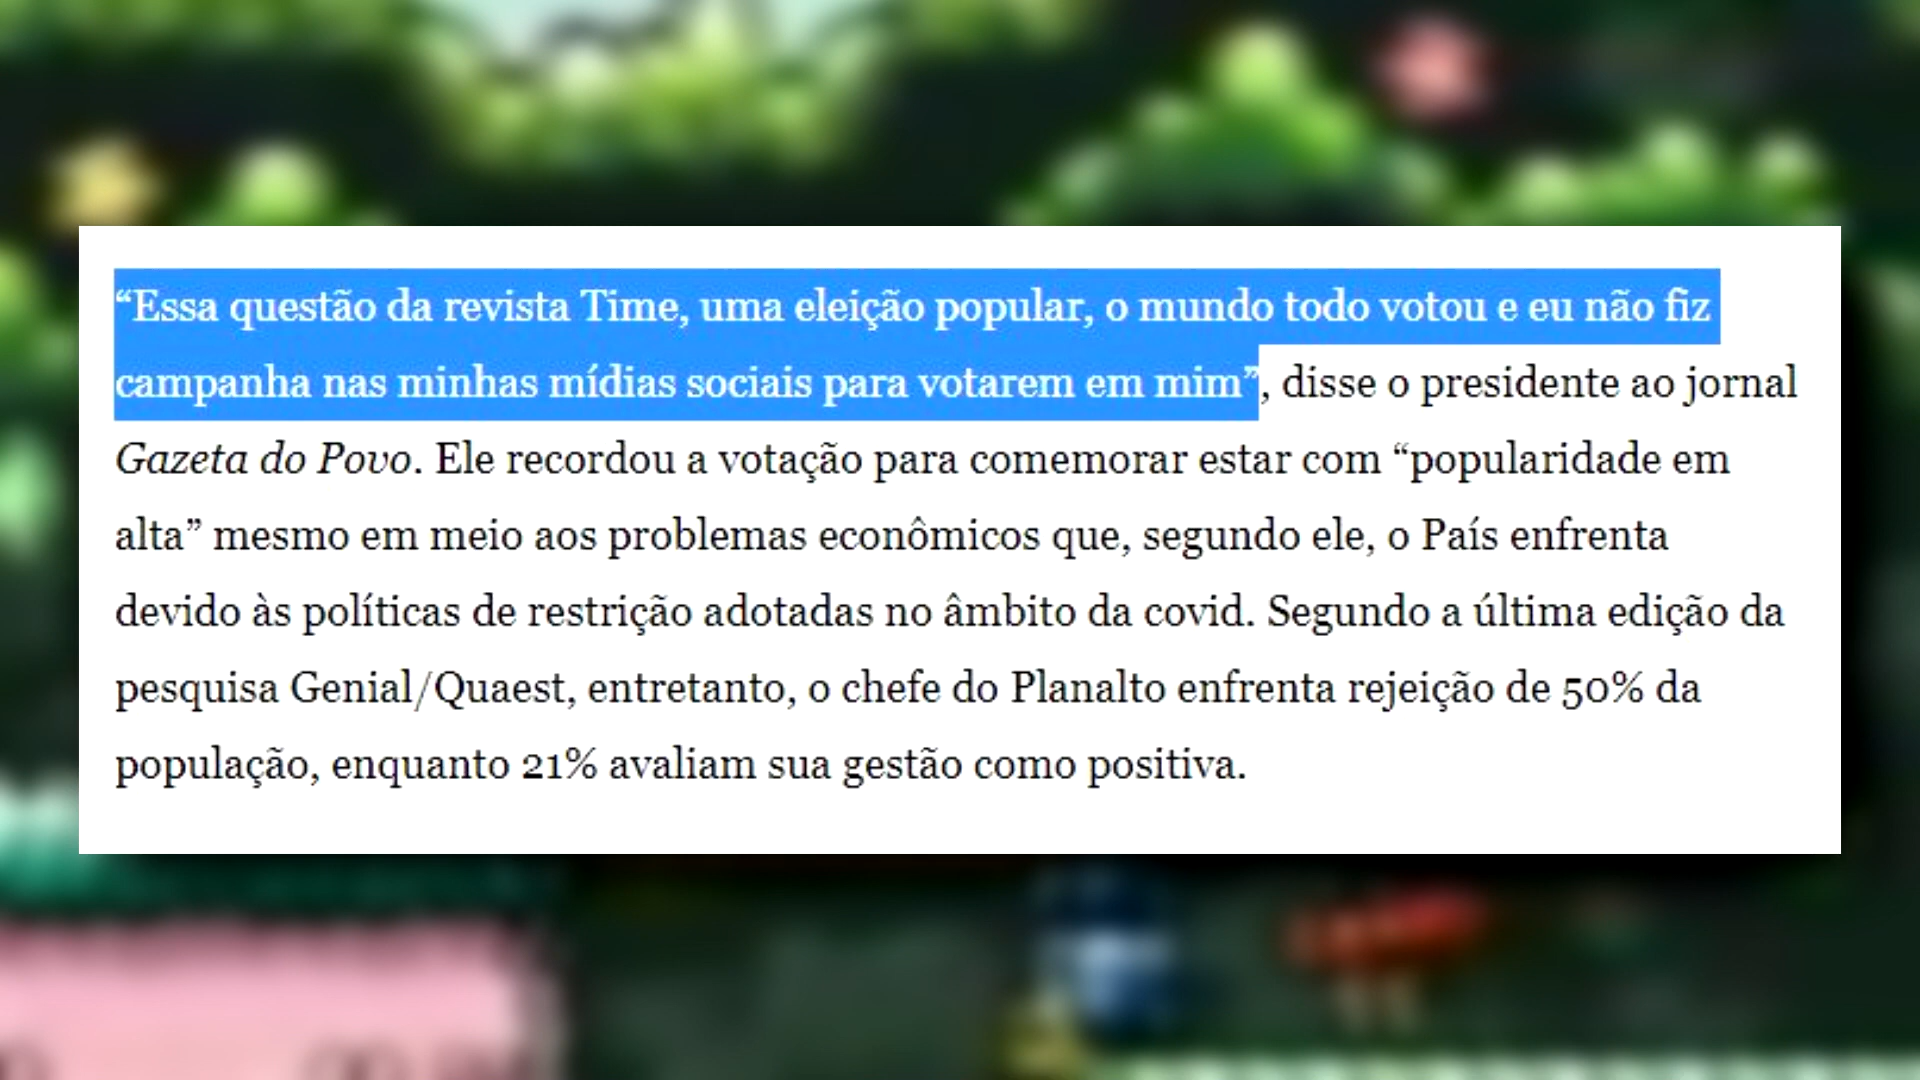 “Essa questão da revista Time, uma eleição popular, o mundo todo votou e eu não fiz
campanha nas minhas mídias sociais para votarem em mim”, disse o presidente ao jornal
Gazeta do Povo. Ele recordou a votação para comemorar estar com “popularidade em
alta” mesmo em meio aos problemas econômicos que, segundo ele, o País enfrenta
devido às políticas de restrição adotadas no âmbito da covid. Segundo a última edição da
pesquisa Genial/Quaest, entretanto, o chefe do Planalto enfrenta rejeição de 50% da
população, enquanto 21% avaliam sua gestão como positiva.